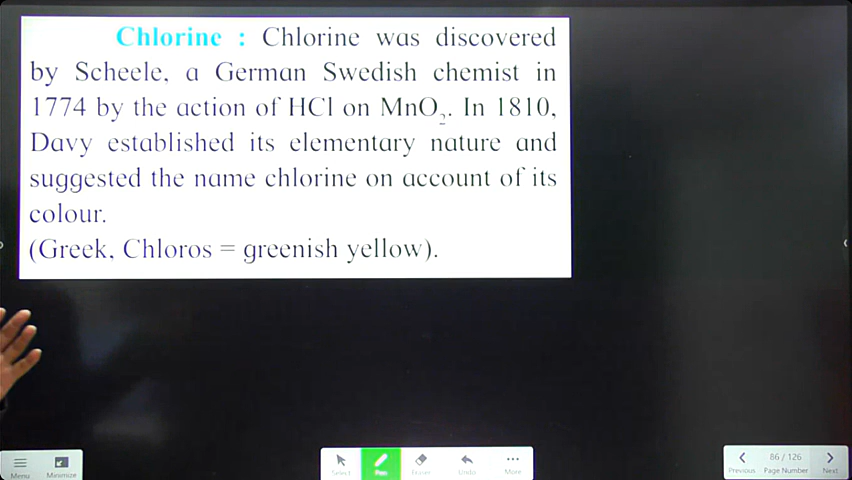 Chlorine : Chlorine was discovered
by Scheele, a German Swedish chemist in
1774 by the action of HCl on MnO₂. In 1810,
Davy established its elementary nature and
suggested the name chlorine on account of its
colour.
(Greek, Chloros = greenish yellow).
Menu Minimize Select Pen Eraser Undo More Previous 86 / 126 Page Number Next